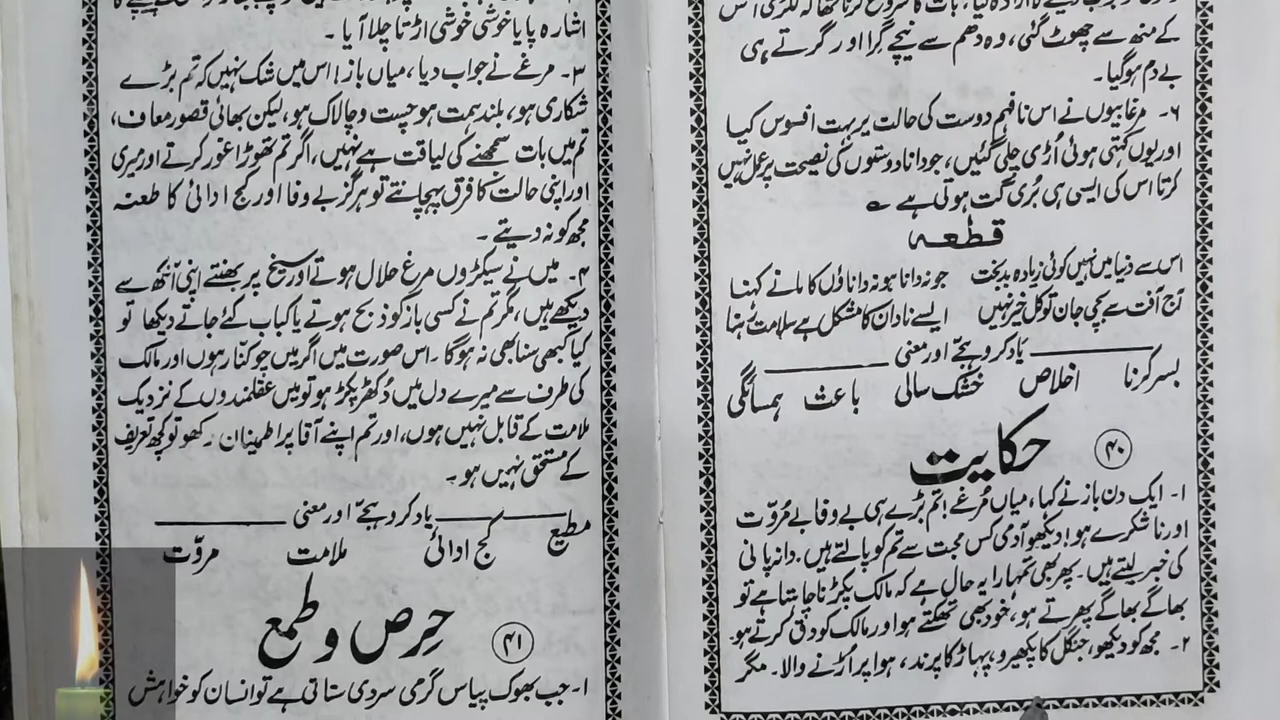 کے منھ سے چھوٹ گئی، وہ دھم سے نیچے گرا اور گرتے ہی
بے دم ہوگیا۔
۶۔ مرغابیوں نے اس نافہم دوست کی حالت پر بہت افسوس کیا
اور یوں کہتی ہوئی اُڑی چلی گئیں، جو دانا دوستوں کی نصیحت پر عمل نہیں
کرتا اس کی ایسی ہی بُری گت ہوتی ہے ؎
قطعہ
اس سے دنیا میں نہیں کوئی زیادہ بدبخت جو نہ دانا ہو نہ داناؤں کا مانے کہنا
آج آفت سے بچی جان تو کل خیر نہیں ایسے نادان کا مشکل ہے سلامت رہنا
یاد کرو ہجّے اور معنی
بسر کرنا اخلاص خشک سالی باعث ہمسائگی
۴۰ حکایت
۱۔ ایک دن باز نے کہا، میاں مُرغے! تم بڑے ہی بے وفا بے مُروّت
اور ناشکرے ہو! دیکھو آدمی کس محبت سے تم کو پالتے ہیں۔ دانہ پانی
کی خبر لیتے ہیں۔ پھر بھی تمہارا یہ حال ہے کہ مالک پکڑنا چاہتا ہے تو
بھاگے بھاگے پھرتے ہو، خود بھی تھکتے ہو اور مالک کو دق کرتے ہو۔
۲۔ مجھ کو دیکھو، جنگل کا پکھیرو، پہاڑ کا پرند، ہوا پر اڑنے والا۔ مگر
اشارہ پایا خوشی خوشی اڑتا چلا آیا۔
۳۔ مرغے نے جواب دیا، میاں باز! اس میں شک نہیں کہ تم بڑے
شکاری ہو، بلند ہمت ہو چست و چالاک ہو، لیکن بھائی قصور معاف،
تم میں بات سمجھنے کی لیاقت ہے نہیں، اگر تم تھوڑا غور کرتے اور میری
اور اپنی حالت کا فرق پہچانتے تو ہرگز بے وفا اور کج ادائی کا طعنہ
مجھ کو نہ دیتے۔
۴۔ میں نے سیکڑوں مرغ حلال ہوتے اور سیخ پر بھنتے اپنی آنکھ سے
دیکھے ہیں، مگر تم نے کسی باز کو ذبح ہوتے یا کباب کئے جاتے دیکھا تو
کیا کبھی سنا بھی نہ ہوگا۔ اس صورت میں اگر میں چوکنّا رہوں اور مالک
کی طرف سے میرے دل میں دُکھڑ پکڑ ہو تو میں عقلمندوں کے نزدیک
ملامت کے قابل نہیں ہوں، اور تم اپنے آقا پر اطمینان رکھو تو کچھ تعریف
کے مستحق نہیں ہو۔
یاد کرو ہجّے اور معنی
مطیع کج ادائی ملامت مروّت
۴۱ حِرص و طمع
۱۔ جب بھوک پیاس گرمی سردی ستاتی ہے تو انسان کو خواہش